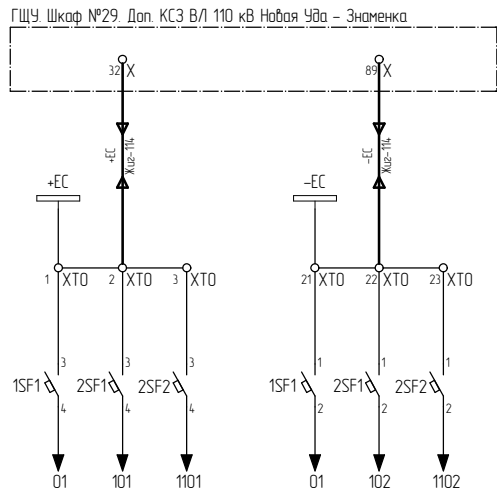 ГЩУ. Шкаф №29. Доп. КСЗ ВЛ 110 кВ Новая Уда - Знаменка
32 X 89 X
+EC Жиг-114 -EC Жиг-114
+EC -EC
1 XT0 2 XT0 3 XT0 21 XT0 22 XT0 23 XT0
3 3 3 1 1 1
1SF1 2SF1 2SF2 1SF1 2SF1 2SF2
4 4 4 2 2 2
01 101 1101 01 102 1102